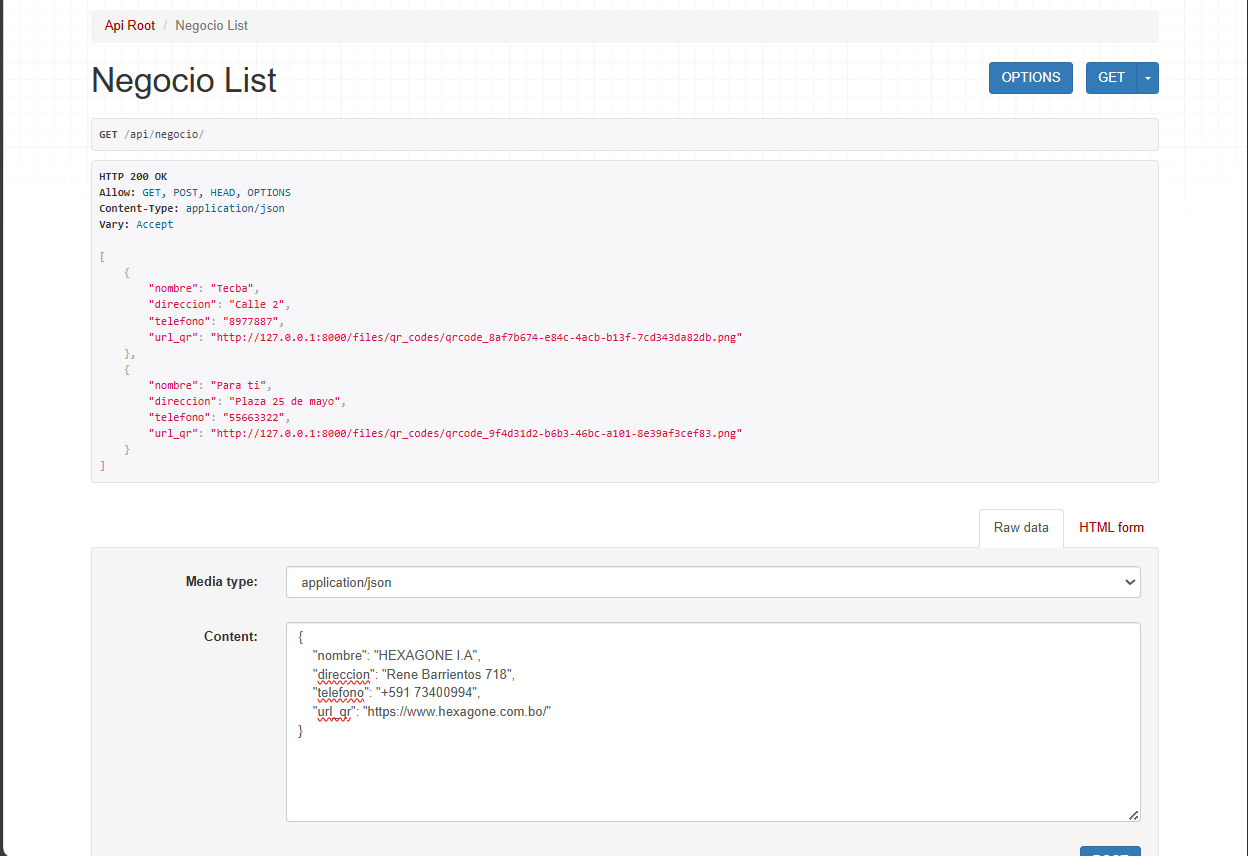 Api Root / Negocio List
Negocio List
OPTIONS
GET
GET /api/negocio/
HTTP 200 OK
Allow: GET, POST, HEAD, OPTIONS
Content-Type: application/json
Vary: Accept
[
{
"nombre": "Tecba",
"direccion": "Calle 2",
"telefono": "8977887",
"url_qr": "http://127.0.0.1:8000/files/qr_codes/qrcode_8af7b674-e84c-4acb-b13f-7cd343da82db.png"
},
{
"nombre": "Para ti",
"direccion": "Plaza 25 de mayo",
"telefono": "55663322",
"url_qr": "http://127.0.0.1:8000/files/qr_codes/qrcode_9f4d31d2-b6b3-46bc-a101-8e39af3cef83.png"
}
]
Raw data
HTML form
Media type:
application/json
Content:
{
"nombre": "HEXAGONE I.A",
"direccion": "Rene Barrientos 718",
"telefono": "+591 73400994",
"url_qr": "https://www.hexagone.com.bo/"
}